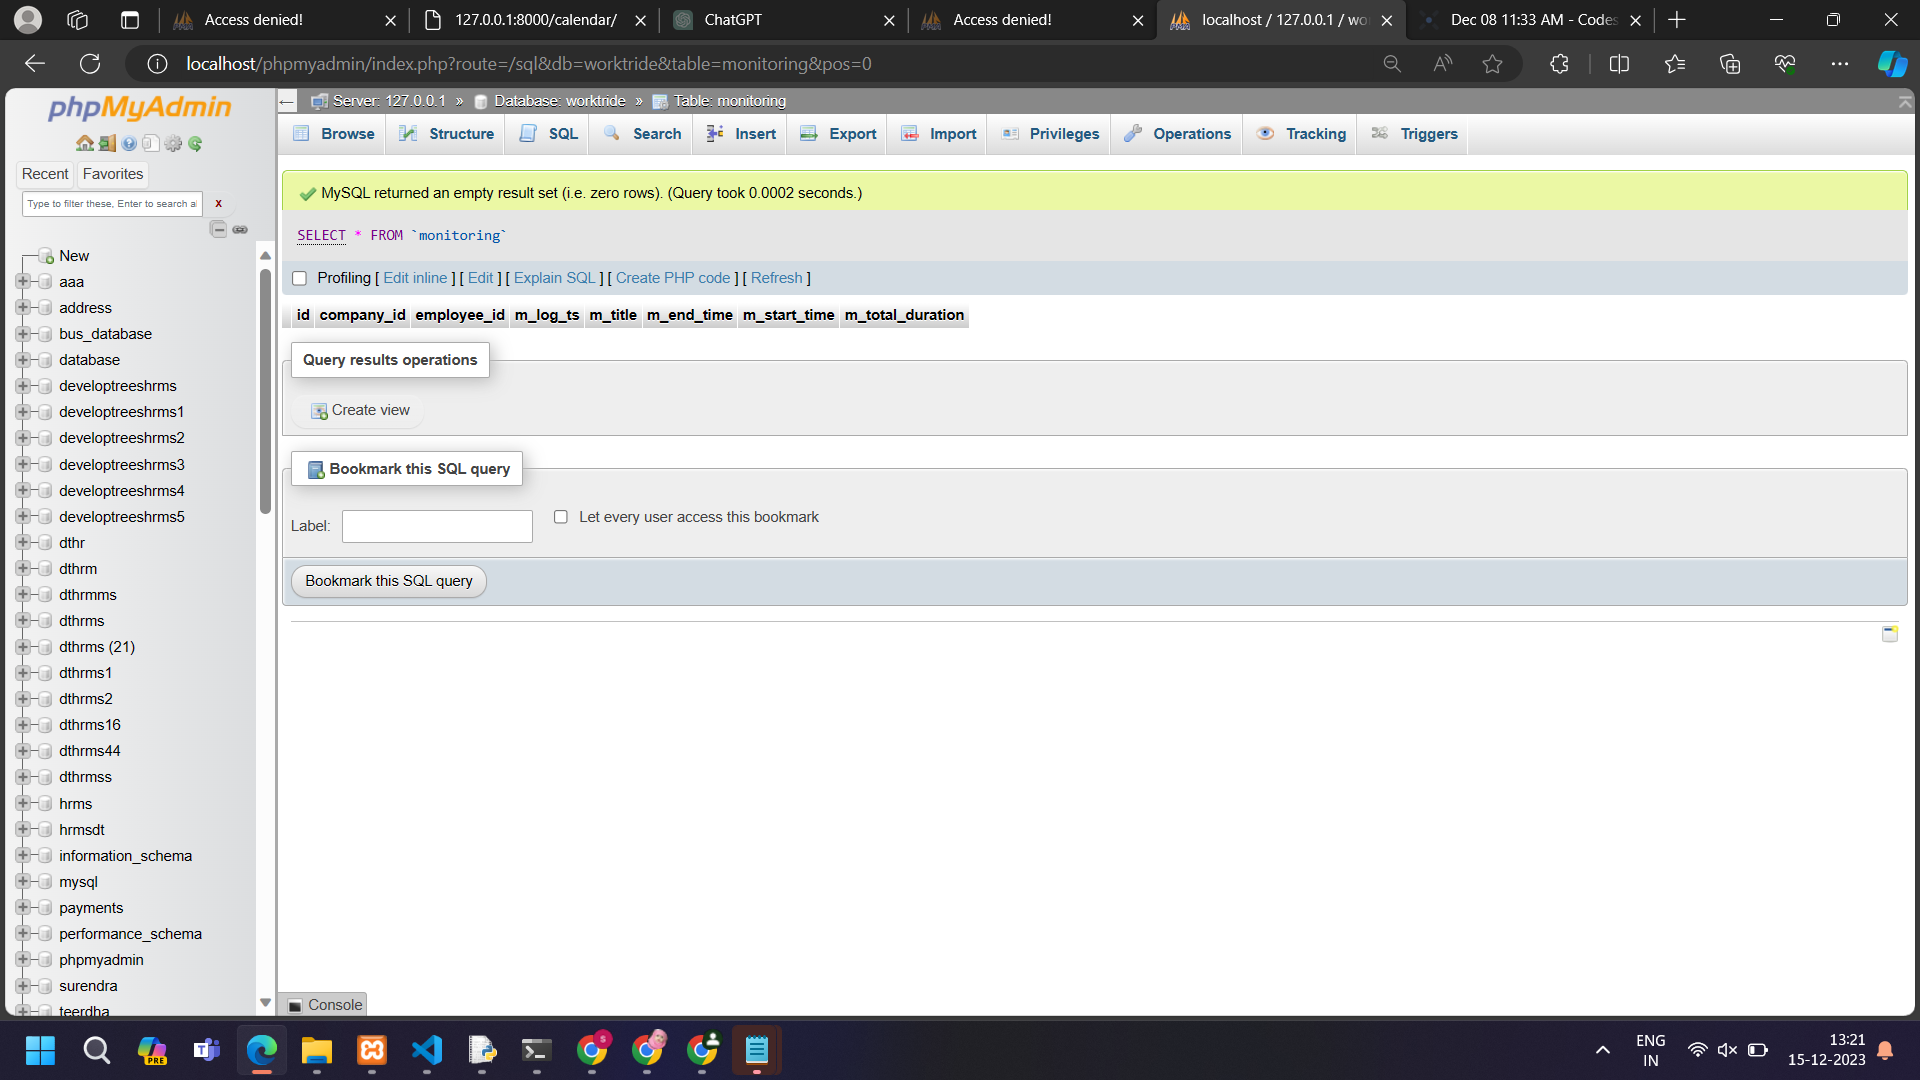 Access denied!
127.0.0.1:8000/calendar/
ChatGPT
Access denied!
localhost / 127.0.0.1 / wo
Dec 08 11:33 AM - Codes
localhost/phpmyadmin/index.php?route=/sql&db=worktride&table=monitoring&pos=0
phpMyAdmin
Recent
Favorites
Type to filter these, Enter to search al
X
New
aaa
address
bus_database
database
developtreeshrms
developtreeshrms1
developtreeshrms2
developtreeshrms3
developtreeshrms4
developtreeshrms5
dthr
dthrm
dthrmms
dthrms
dthrms (21)
dthrms1
dthrms2
dthrms16
dthrms44
dthrmss
hrms
hrmsdt
information_schema
mysql
payments
performance_schema
phpmyadmin
surendra
teerdha
Server: 127.0.0.1 » Database: worktride » Table: monitoring
Browse Structure SQL Search Insert Export Import Privileges Operations Tracking Triggers
MySQL returned an empty result set (i.e. zero rows). (Query took 0.0002 seconds.)
SELECT * FROM `monitoring`
Profiling [ Edit inline ] [ Edit ] [ Explain SQL ] [ Create PHP code ] [ Refresh ]
id company_id employee_id m_log_ts m_title m_end_time m_start_time m_total_duration
Query results operations
Create view
Bookmark this SQL query
Label:
Let every user access this bookmark
Bookmark this SQL query
Console
PRE
S
ENG
IN
13:21
15-12-2023